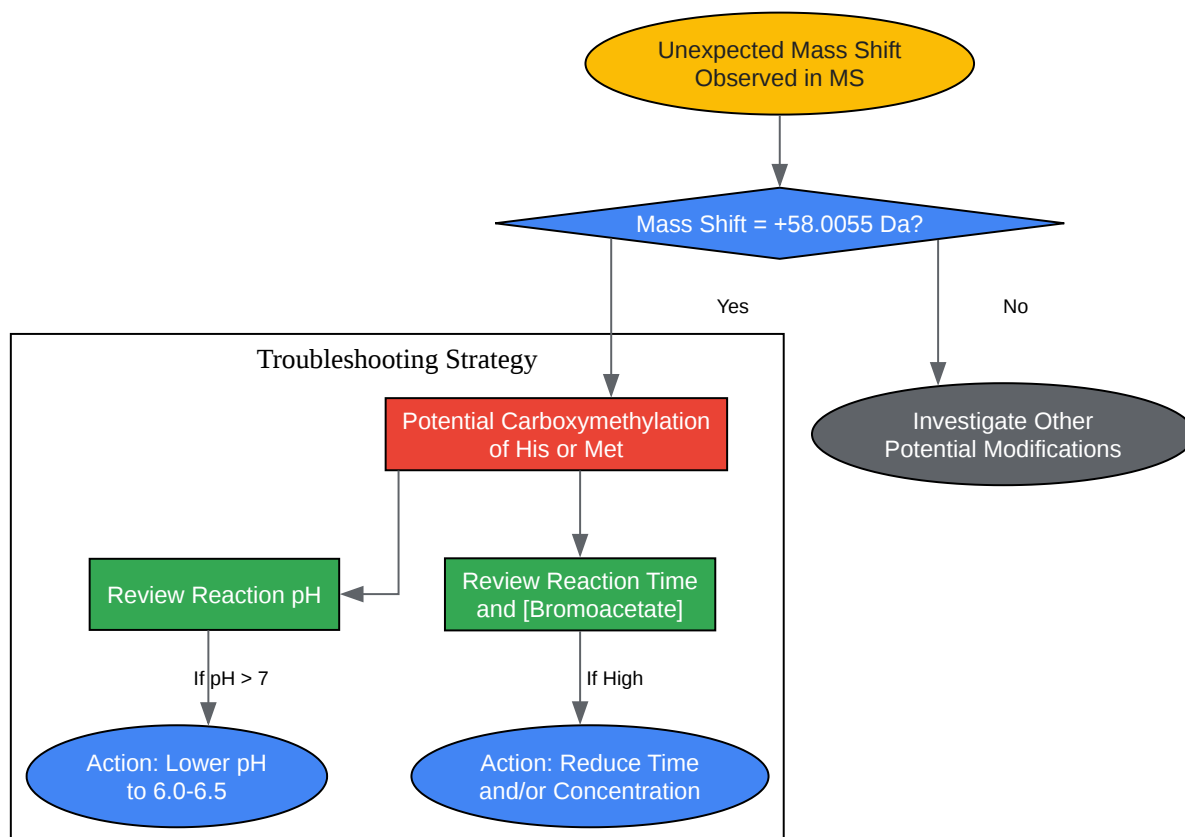 Unexpected Mass Shift
Observed in MS
Mass Shift = +58.0055 Da?
Yes
No
Troubleshooting Strategy
Potential Carboxymethylation
of His or Met
Investigate Other
Potential Modifications
Review Reaction pH
Review Reaction Time
and [Bromoacetate]
If pH > 7
If High
Action: Lower pH
to 6.0-6.5
Action: Reduce Time
and/or Concentration